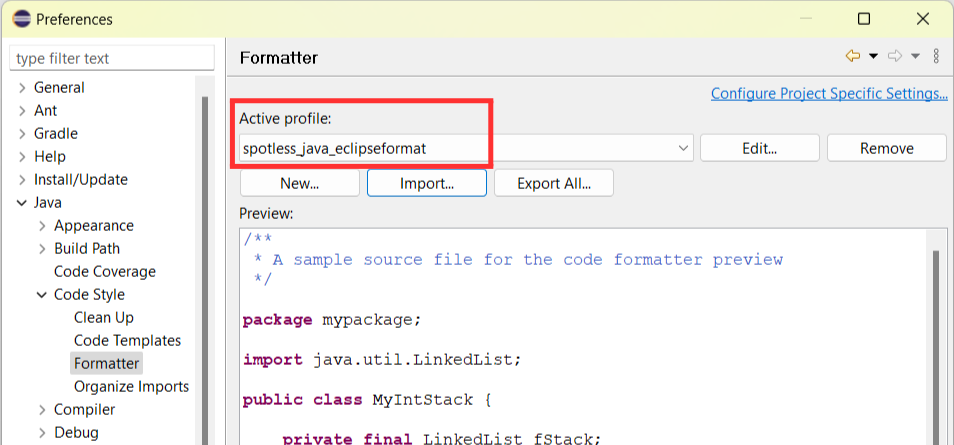 Preferences
type filter text
General
Ant
Gradle
Help
Install/Update
Java
Appearance
Build Path
Code Coverage
Code Style
Clean Up
Code Templates
Formatter
Organize Imports
Compiler
Debug
Formatter
Configure Project Specific Settings...
Active profile:
spotless_java_eclipseformat
Edit...
Remove
New...
Import...
Export All...
Preview:
/**
* A sample source file for the code formatter preview
*/
package mypackage;
import java.util.LinkedList;
public class MyIntStack {
private final LinkedList fStack;